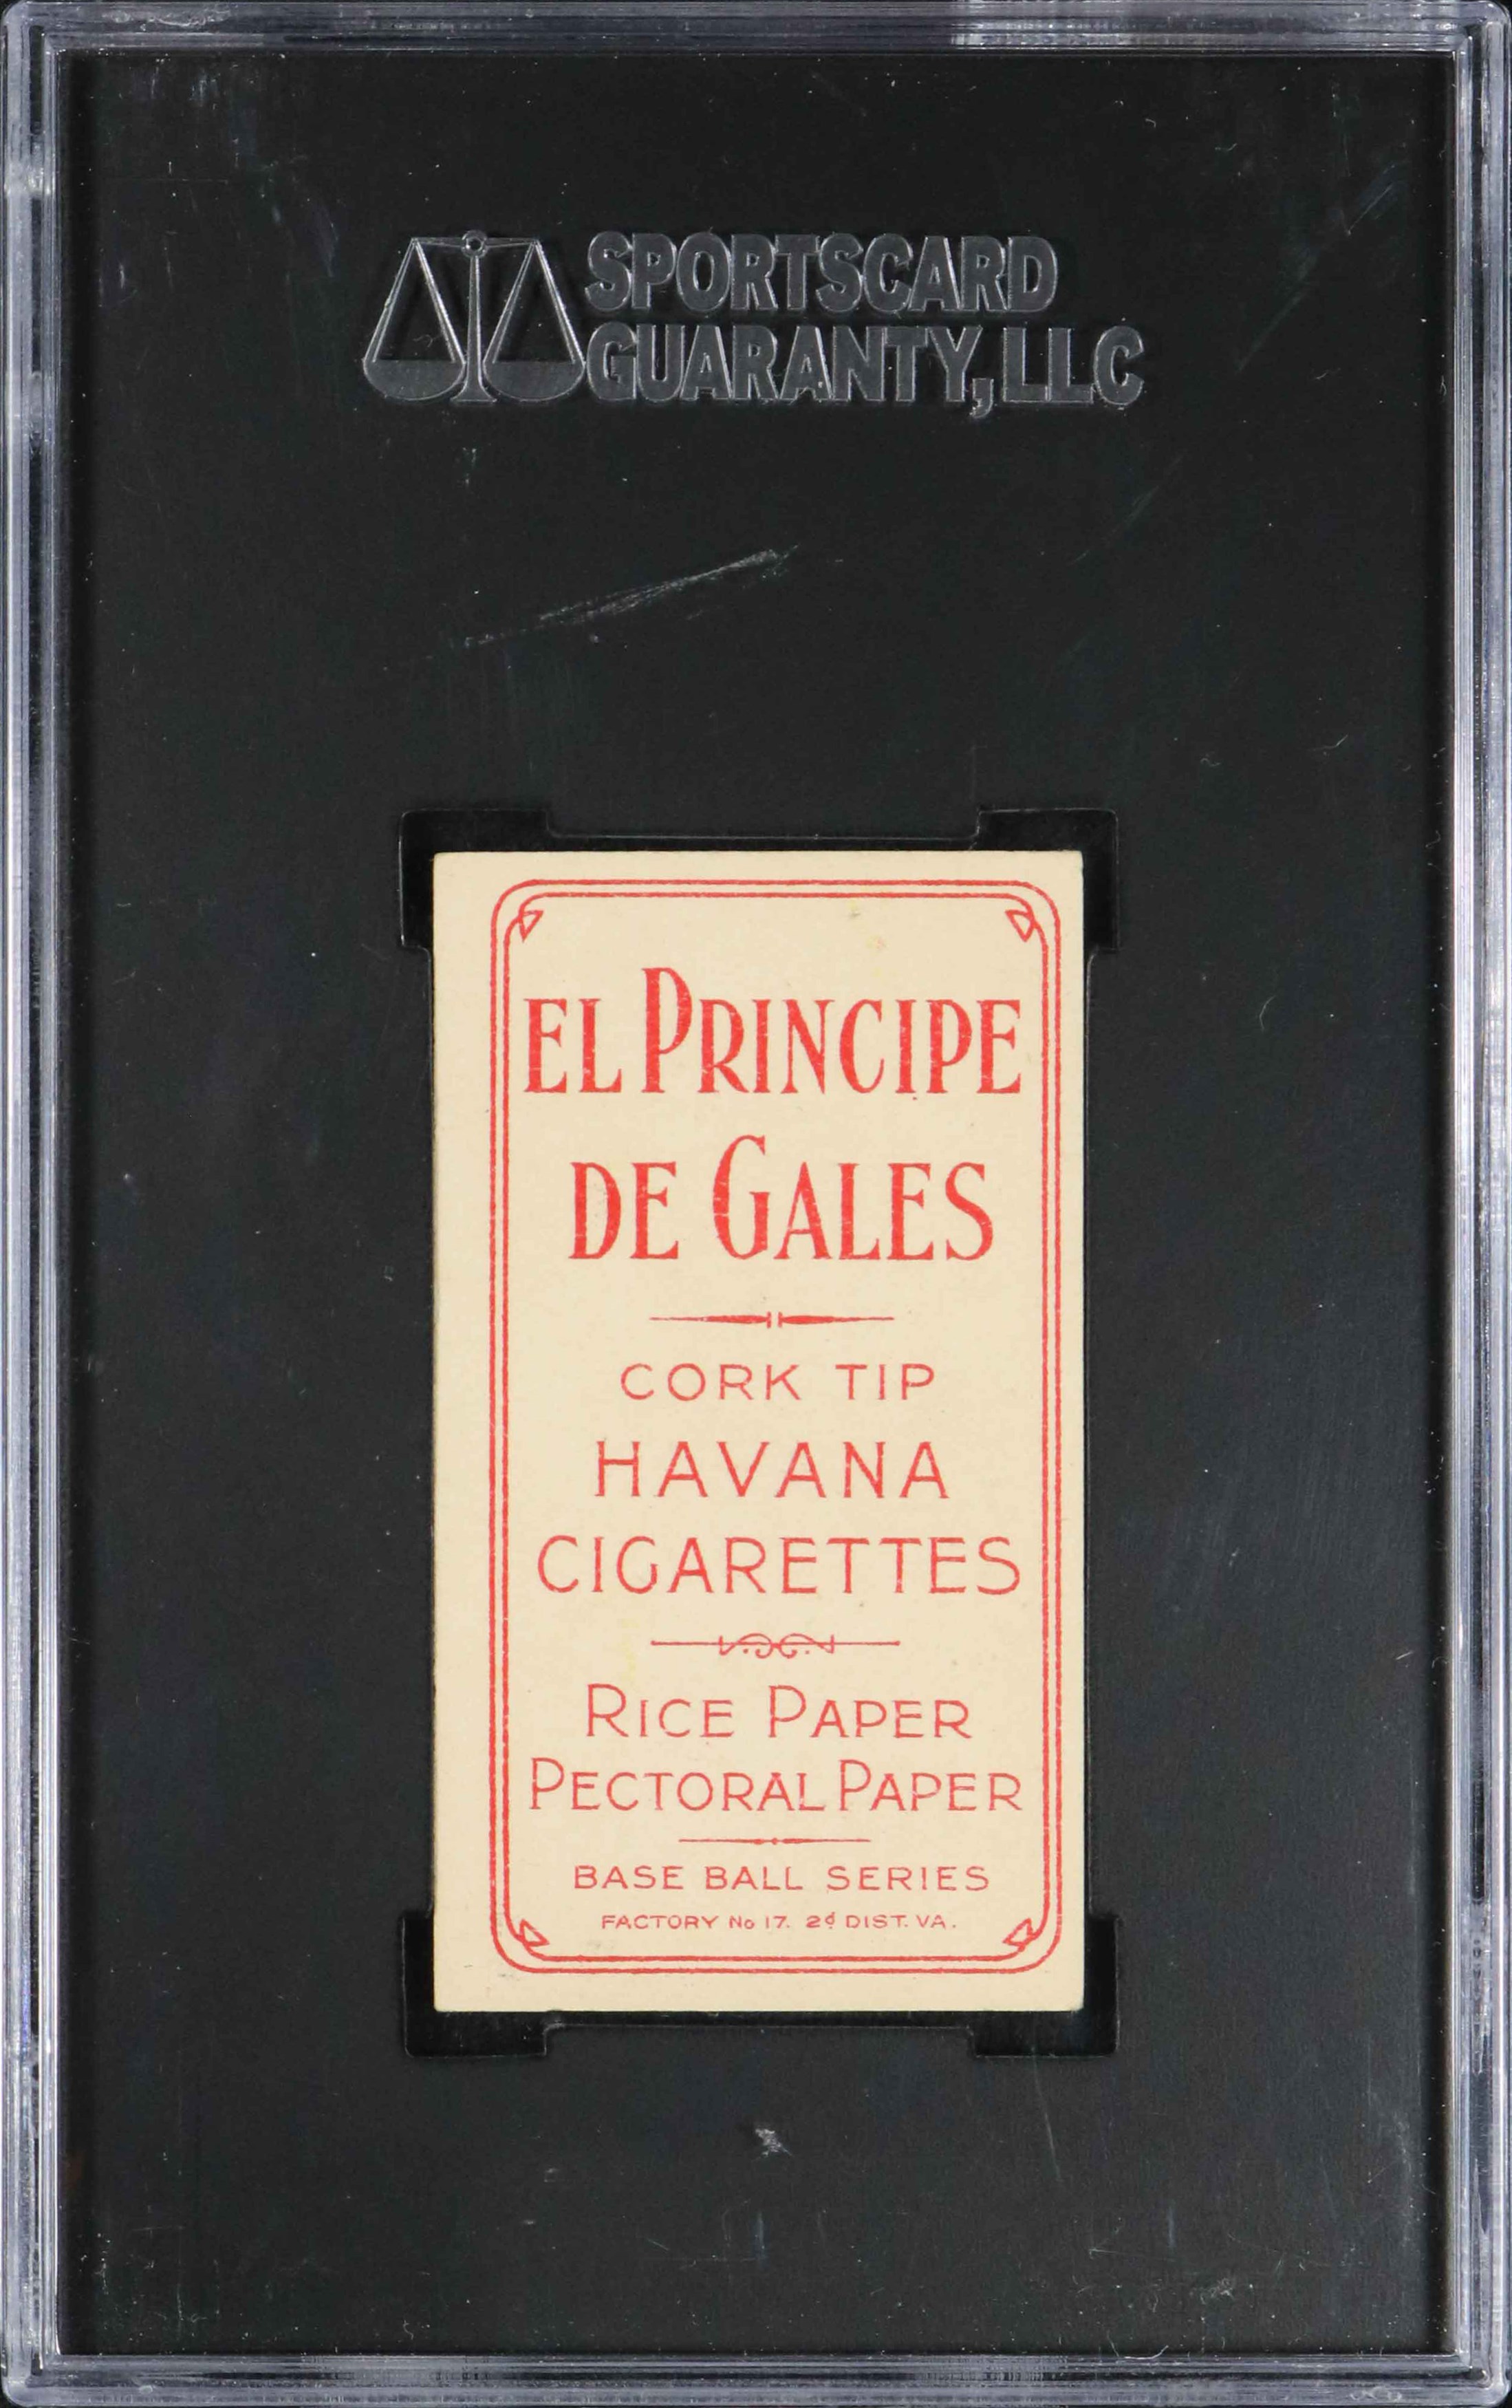 SPORTSCARD
GUARANTY, LLC
EL PRINCIPE
DE GALES
CORK TIP
HAVANA
CIGARETTES
RICE PAPER
PECTORAL PAPER
BASE BALL SERIES
FACTORY No 17. 2d DIST. VA.